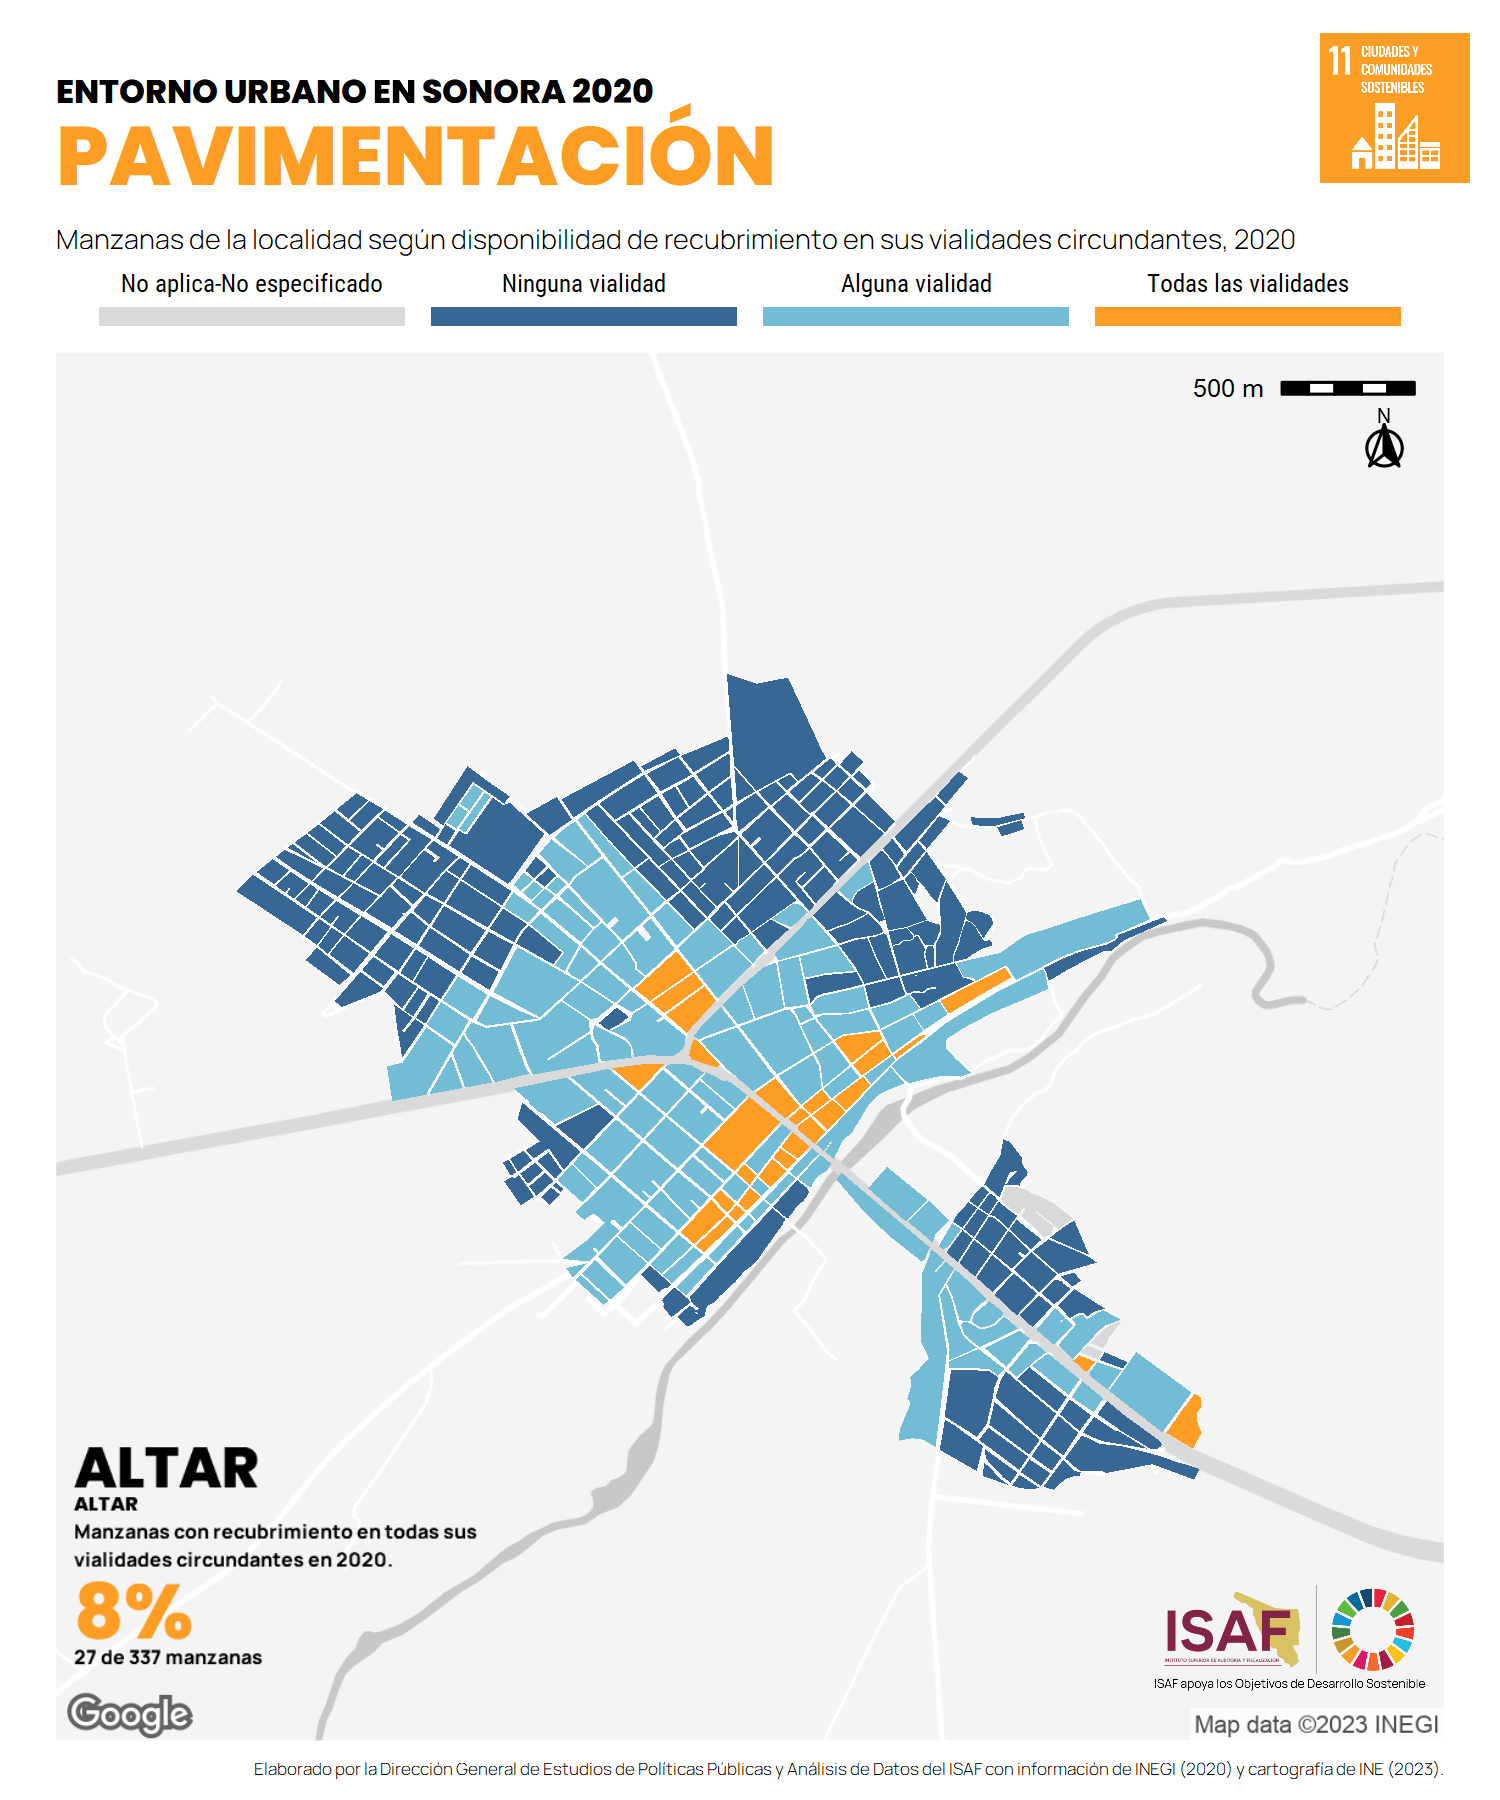 ENTORNO URBANO EN SONORA 2020
PAVIMENTACIÓN
11 CIUDADES Y
COMUNIDADES
SOSTENIBLES
Manzanas de la localidad según disponibilidad de recubrimiento en sus vialidades circundantes, 2020
No aplica-No especificado
Ninguna vialidad
Alguna vialidad
Todas las vialidades
500 m
N
ALTAR
ALTAR
Manzanas con recubrimiento en todas sus
vialidades circundantes en 2020.
8%
27 de 337 manzanas
Google
ISAF
INSTITUTO SUPERIOR DE AUDITORÍA Y FISCALIZACIÓN
ISAF apoya los Objetivos de Desarrollo Sostenible
Map data ©2023 INEGI
Elaborado por la Dirección General de Estudios de Políticas Públicas y Análisis de Datos del ISAF con información de INEGI (2020) y cartografía de INE (2023).